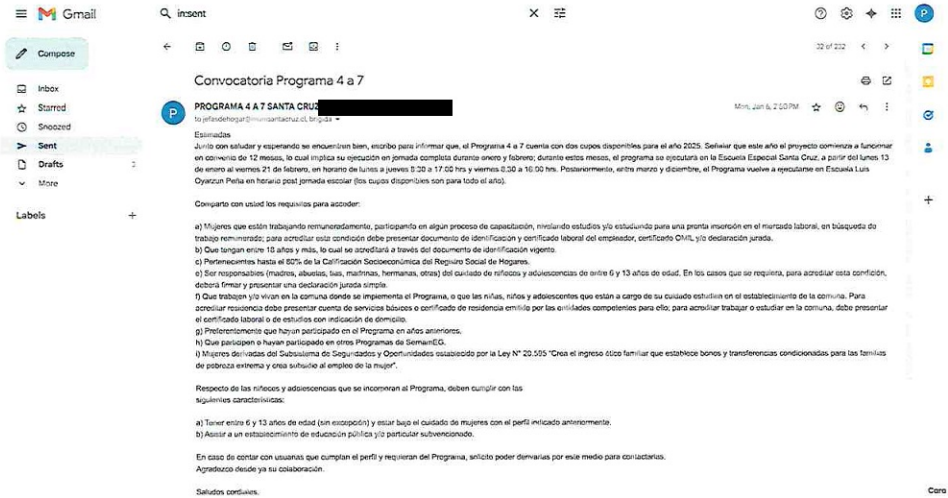 Gmail
in:sent
Compose
32 of 232
Inbox
Starred
Snoozed
Sent
Drafts
More
Labels
Convocatoria Programa 4 a 7
PROGRAMA 4 A 7 SANTA CRUZ
Mon, Jan 6, 2:50 PM
to jefasdehogar@munisantacruz.cl, brigida
Estimadas
Junto con saludar y esperando se encuentren bien, escribo para informar que, el Programa 4 a 7 cuenta con dos cupos disponibles para el año 2025. Señalar que este año el proyecto comienza a funcionar
en convenio de 12 meses, lo cual implica su ejecución en jornada completa durante enero y febrero; durante estos meses, el programa se ejecutará en la Escuela Especial Santa Cruz, a partir del lunes 13
de enero al viernes 21 de febrero, en horario de lunes a jueves 8:30 a 17:00 hrs y viernes 8:30 a 16:00 hrs. Posteriormente, entre marzo y diciembre, el Programa vuelve a ejecutarse en Escuela Luis
Oyarzun Peña en horario post jornada escolar (los cupos disponibles son para todo el año).
Comparto con usted los requisitos para acceder:
a) Mujeres que están trabajando remuneradamente, participando en algún proceso de capacitación, nivelando estudios y/o estudiando para una pronta inserción en el mercado laboral, en búsqueda de
trabajo remunerado; para acreditar esta condición debe presentar documento de identificación y certificado laboral del empleador, certificado OMIL y/o declaración jurada.
b) Que tengan entre 18 años y más, lo cual se acreditará a través del documento de identificación vigente.
c) Pertenecientes hasta el 80% de la Calificación Socioeconómica del Registro Social de Hogares.
e) Ser responsables (madres, abuelas, tías, madrinas, hermanas, otras) del cuidado de niñeces y adolescencias de entre 6 y 13 años de edad. En los casos que se requiera, para acreditar esta condición,
deberá firmar y presentar una declaración jurada simple.
f) Que trabajen y/o vivan en la comuna donde se implementa el Programa, o que las niñas, niños y adolescentes que están a cargo de su cuidado estudien en el establecimiento de la comuna. Para
acreditar residencia debe presentar cuenta de servicios básicos o certificado de residencia emitido por las entidades competentes para ello; para acreditar trabajar o estudiar en la comuna, debe presentar
el certificado laboral o de estudios con indicación de domicilio.
g) Preferentemente que hayan participado en el Programa en años anteriores.
h) Que participen o hayan participado en otros Programas de SernamEG.
i) Mujeres derivadas del Subsistema de Seguridades y Oportunidades establecido por la Ley N° 20.595 "Crea el ingreso ético familiar que establece bonos y transferencias condicionadas para las familias
de pobreza extrema y crea subsidio al empleo de la mujer".
Respecto de las niñeces y adolescencias que se incorporan al Programa, deben cumplir con las
siguientes características:
a) Tener entre 6 y 13 años de edad (sin excepción) y estar bajo el cuidado de mujeres con el perfil indicado anteriormente.
b) Asistir a un establecimiento de educación pública y/o particular subvencionado.
En caso de contar con usuarias que cumplan el perfil y requieran del Programa, solicito poder derivarlas por este medio para contactarlas.
Agradezco desde ya su colaboración.
Saludos cordiales.
Caro